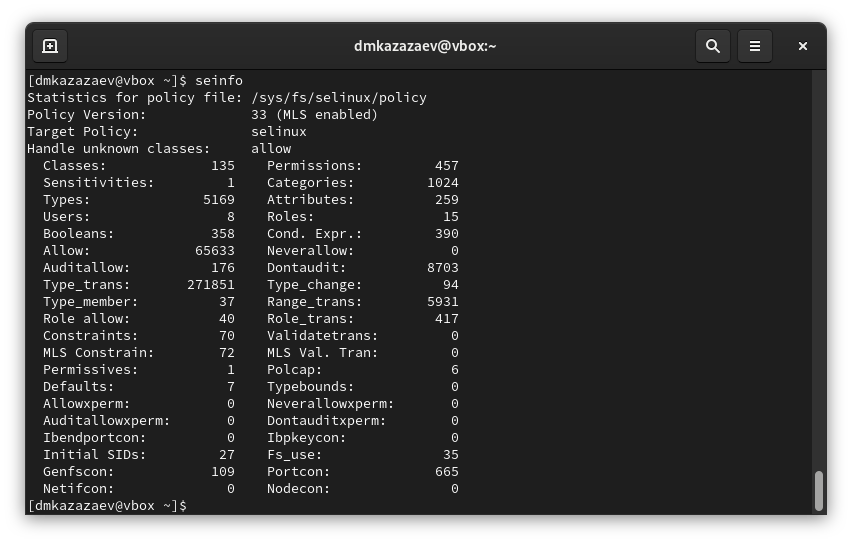 dmkazazaev@vbox:~
[dmkazazaev@vbox ~]$ seinfo
Statistics for policy file: /sys/fs/selinux/policy
Policy Version:             33 (MLS enabled)
Target Policy:              selinux
Handle unknown classes:     allow
  Classes:             135    Permissions:         457
  Sensitivities:         1    Categories:         1024
  Types:              5169    Attributes:          259
  Users:                 8    Roles:                15
  Booleans:            358    Cond. Expr.:         390
  Allow:             65633    Neverallow:            0
  Auditallow:          176    Dontaudit:          8703
  Type_trans:       271851    Type_change:          94
  Type_member:          37    Range_trans:        5931
  Role allow:           40    Role_trans:          417
  Constraints:          70    Validatetrans:         0
  MLS Constrain:        72    MLS Val. Tran:         0
  Permissives:           1    Polcap:                6
  Defaults:              7    Typebounds:            0
  Allowxperm:            0    Neverallowxperm:       0
  Auditallowxperm:       0    Dontauditxperm:        0
  Ibendportcon:          0    Ibpkeycon:             0
  Initial SIDs:         27    Fs_use:               35
  Genfscon:            109    Portcon:             665
  Netifcon:              0    Nodecon:               0
[dmkazazaev@vbox ~]$